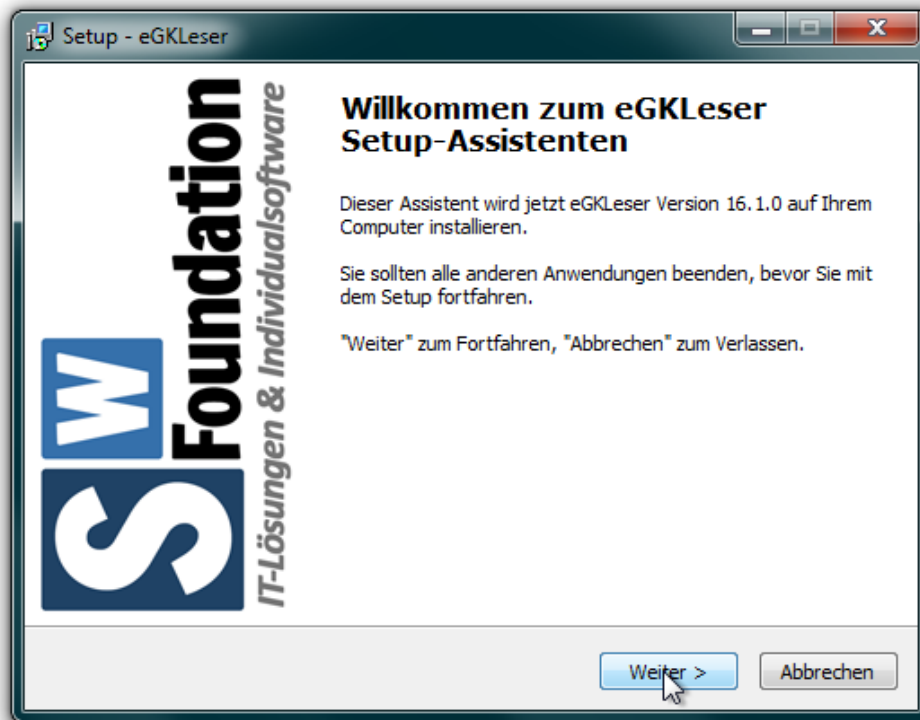 Setup - eGKLeser
SW Foundation
IT-Lösungen & Individualsoftware
Willkommen zum eGKLeser
Setup-Assistenten
Dieser Assistent wird jetzt eGKLeser Version 16.1.0 auf Ihrem
Computer installieren.
Sie sollten alle anderen Anwendungen beenden, bevor Sie mit
dem Setup fortfahren.
"Weiter" zum Fortfahren, "Abbrechen" zum Verlassen.
Weiter >
Abbrechen